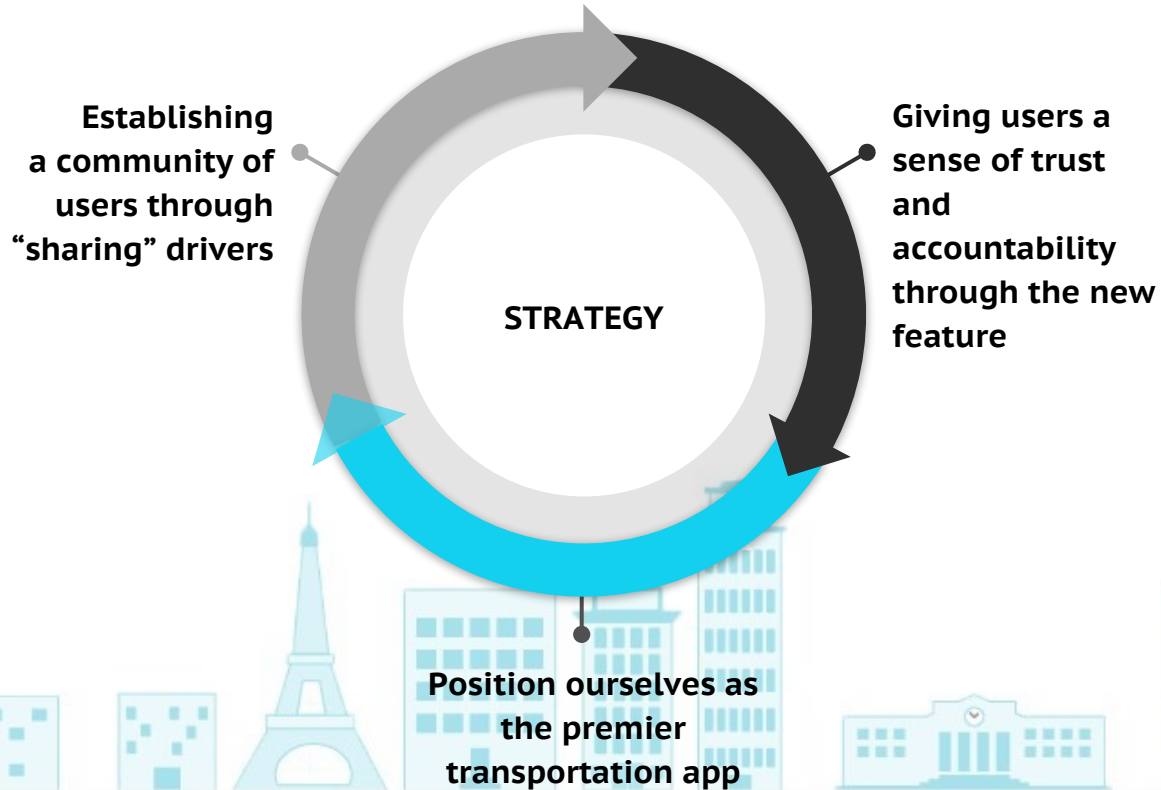 Establishing
a community of
users through
“sharing” drivers
Giving users a
sense of trust
and
accountability
through the new
feature
STRATEGY
Position ourselves as
the premier
transportation app